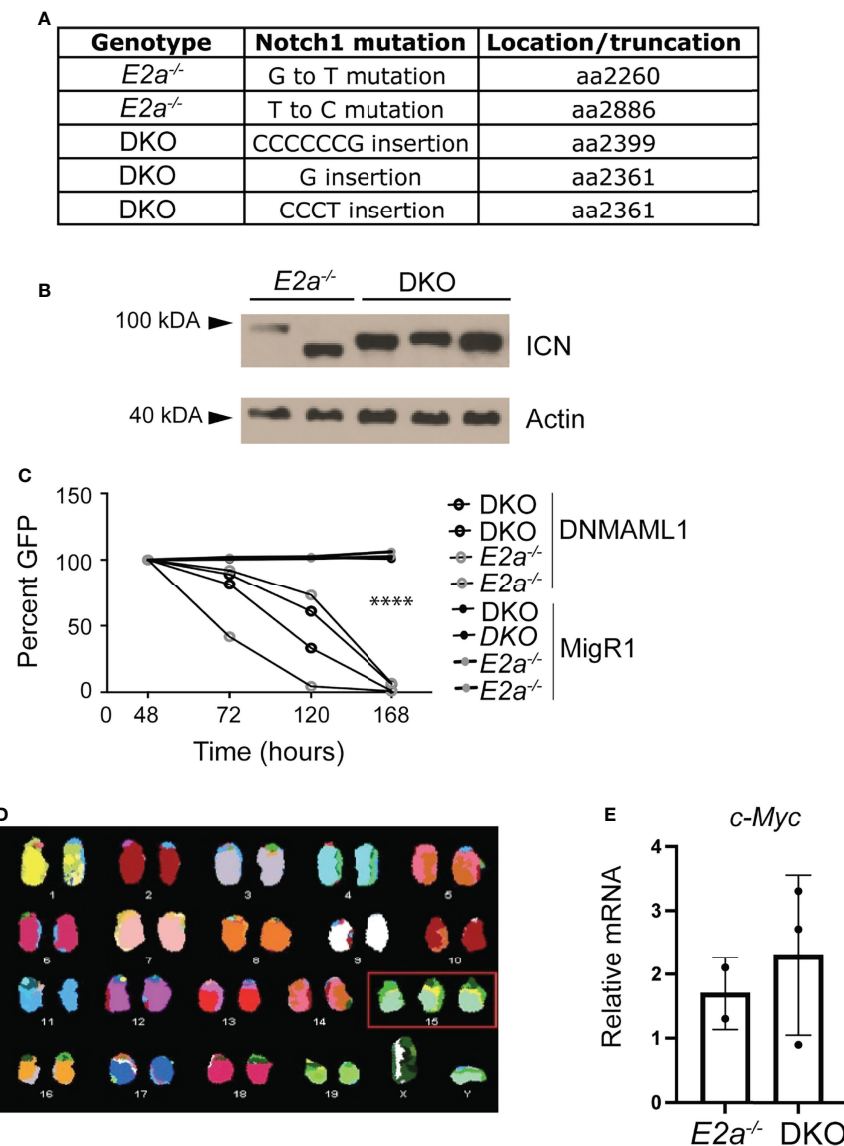 A
Genotype Notch1 mutation Location/truncation
E2a-/- G to T mutation aa2260
E2a-/- T to C mutation aa2886
DKO CCCCCCG insertion aa2399
DKO G insertion aa2361
DKO CCCT insertion aa2361
B
E2a-/- DKO
100 kDA
ICN
40 kDA
Actin
C
Percent GFP
150
100
50
0
0 48 72 120 168
Time (hours)
****
DKO
DKO
E2a-/-
E2a-/-
DNMAML1
DKO
DKO
E2a-/-
E2a-/-
MigR1
D
1 2 3 4 5
6 7 8 9 10
11 12 13 14 15
16 17 18 19 X Y
E
c-Myc
Relative mRNA
4
3
2
1
0
E2a-/- DKO